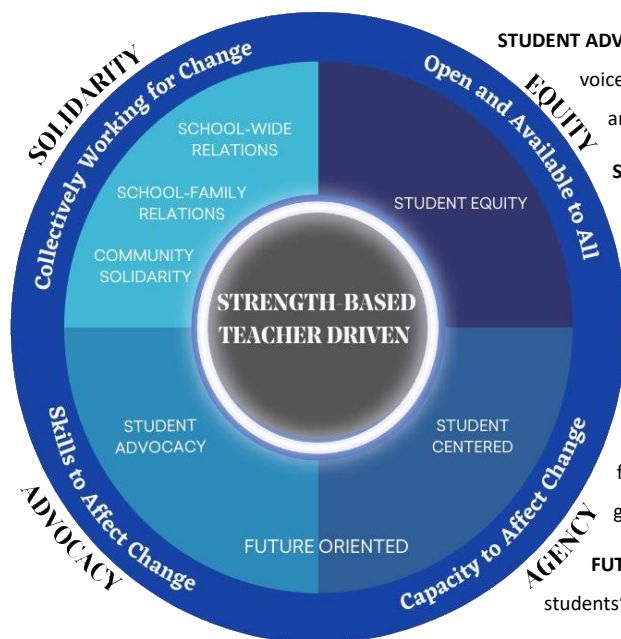 SOLIDARITY
Collectively Working for Change
SCHOOL-WIDE
RELATIONS
SCHOOL-FAMILY
RELATIONS
COMMUNITY
SOLIDARITY
EQUITY
Open and Available to All
STUDENT EQUITY
STRENGTH-BASED
TEACHER DRIVEN
STUDENT
ADVOCACY
Skills to Affect Change
ADVOCACY
STUDENT
CENTERED
Capacity to Affect Change
AGENCY
FUTURE ORIENTED
STUDENT ADV
voice
ar
S
f
g
FUT
students'